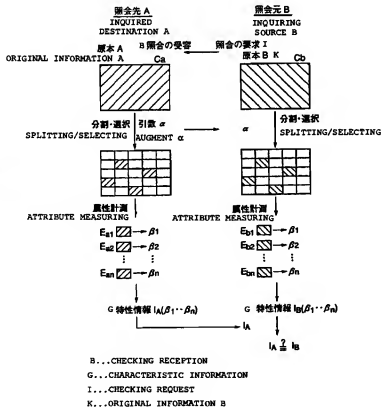 照会先 A
INQUIRED
DESTINATION A
照会元 B
INQUIRING
SOURCE B
B 照合の受容 照合の要求 I
原本 A
ORIGINAL INFORMATION A
Ca
原本 B K
Cb
分割・選択 引数 α
SPLITTING/SELECTING AUGMENT α
α
分割・選択
SPLITTING/SELECTING
属性計測
ATTRIBUTE MEASURING
属性計測
ATTRIBUTE MEASURING
Ea1 β1
Ea2 β2
⋮ ⋮
Ean βn
Eb1 β1
Eb2 β2
⋮ ⋮
Ebn βn
G 特性情報 IA(β1··βn)
G 特性情報 IB(β1··βn)
IA
IA ≟ IB
B...CHECKING RECEPTION
G...CHARACTERISTIC INFORMATION
I...CHECKING REQUEST
K...ORIGINAL INFORMATION B